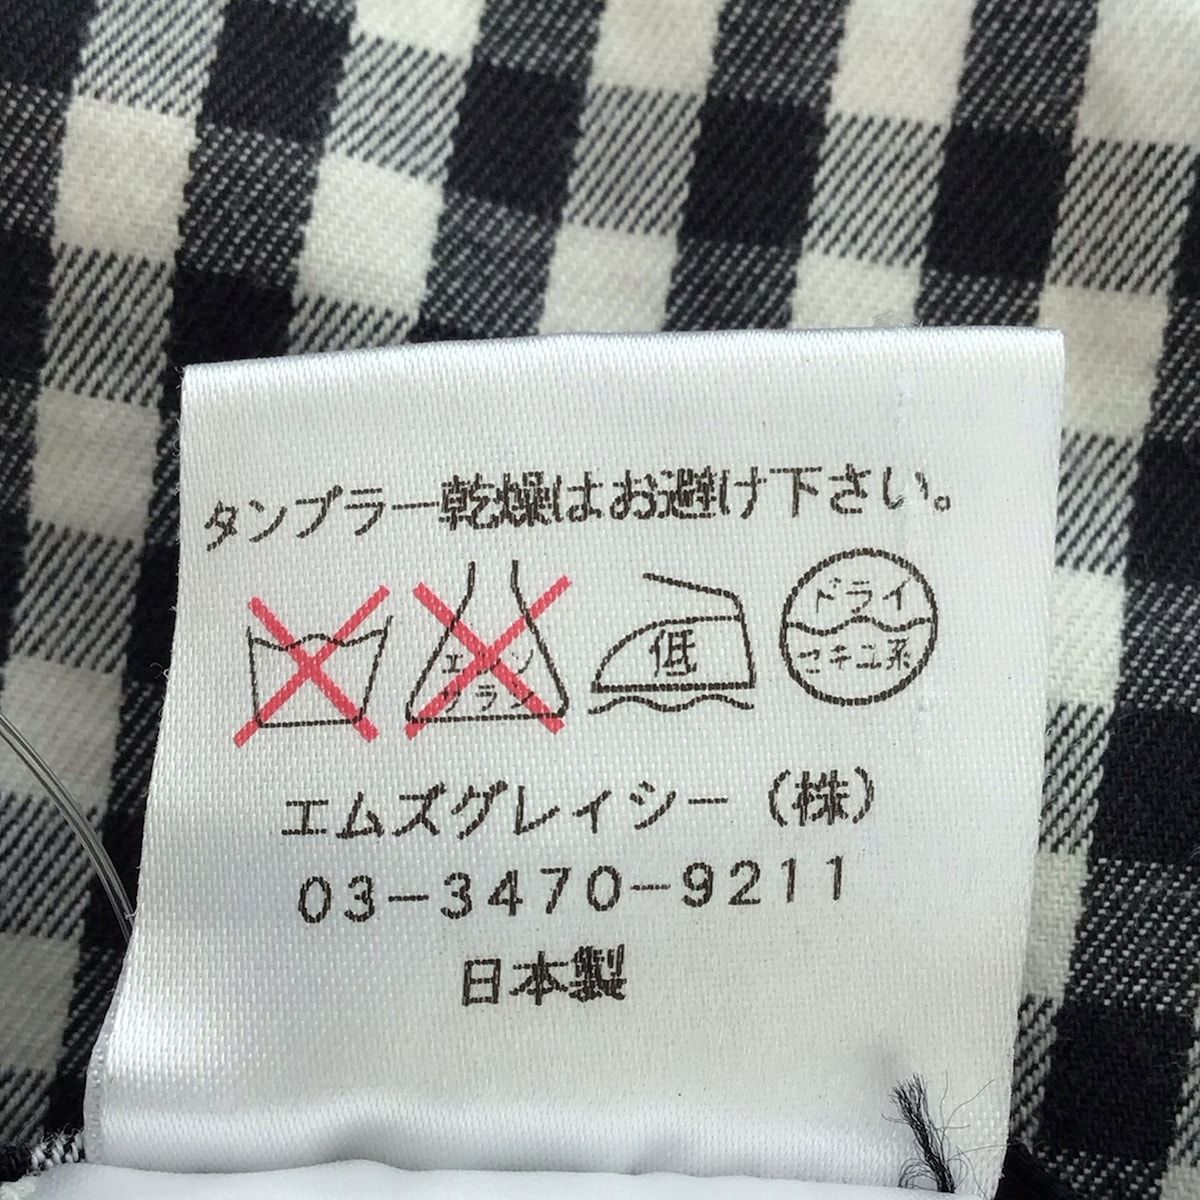 タンブラー乾燥はお避け下さい。
エンソ
サラシ
低
ドライ
セキユ系
エムズグレイシー（株）
03-3470-9211
日本製